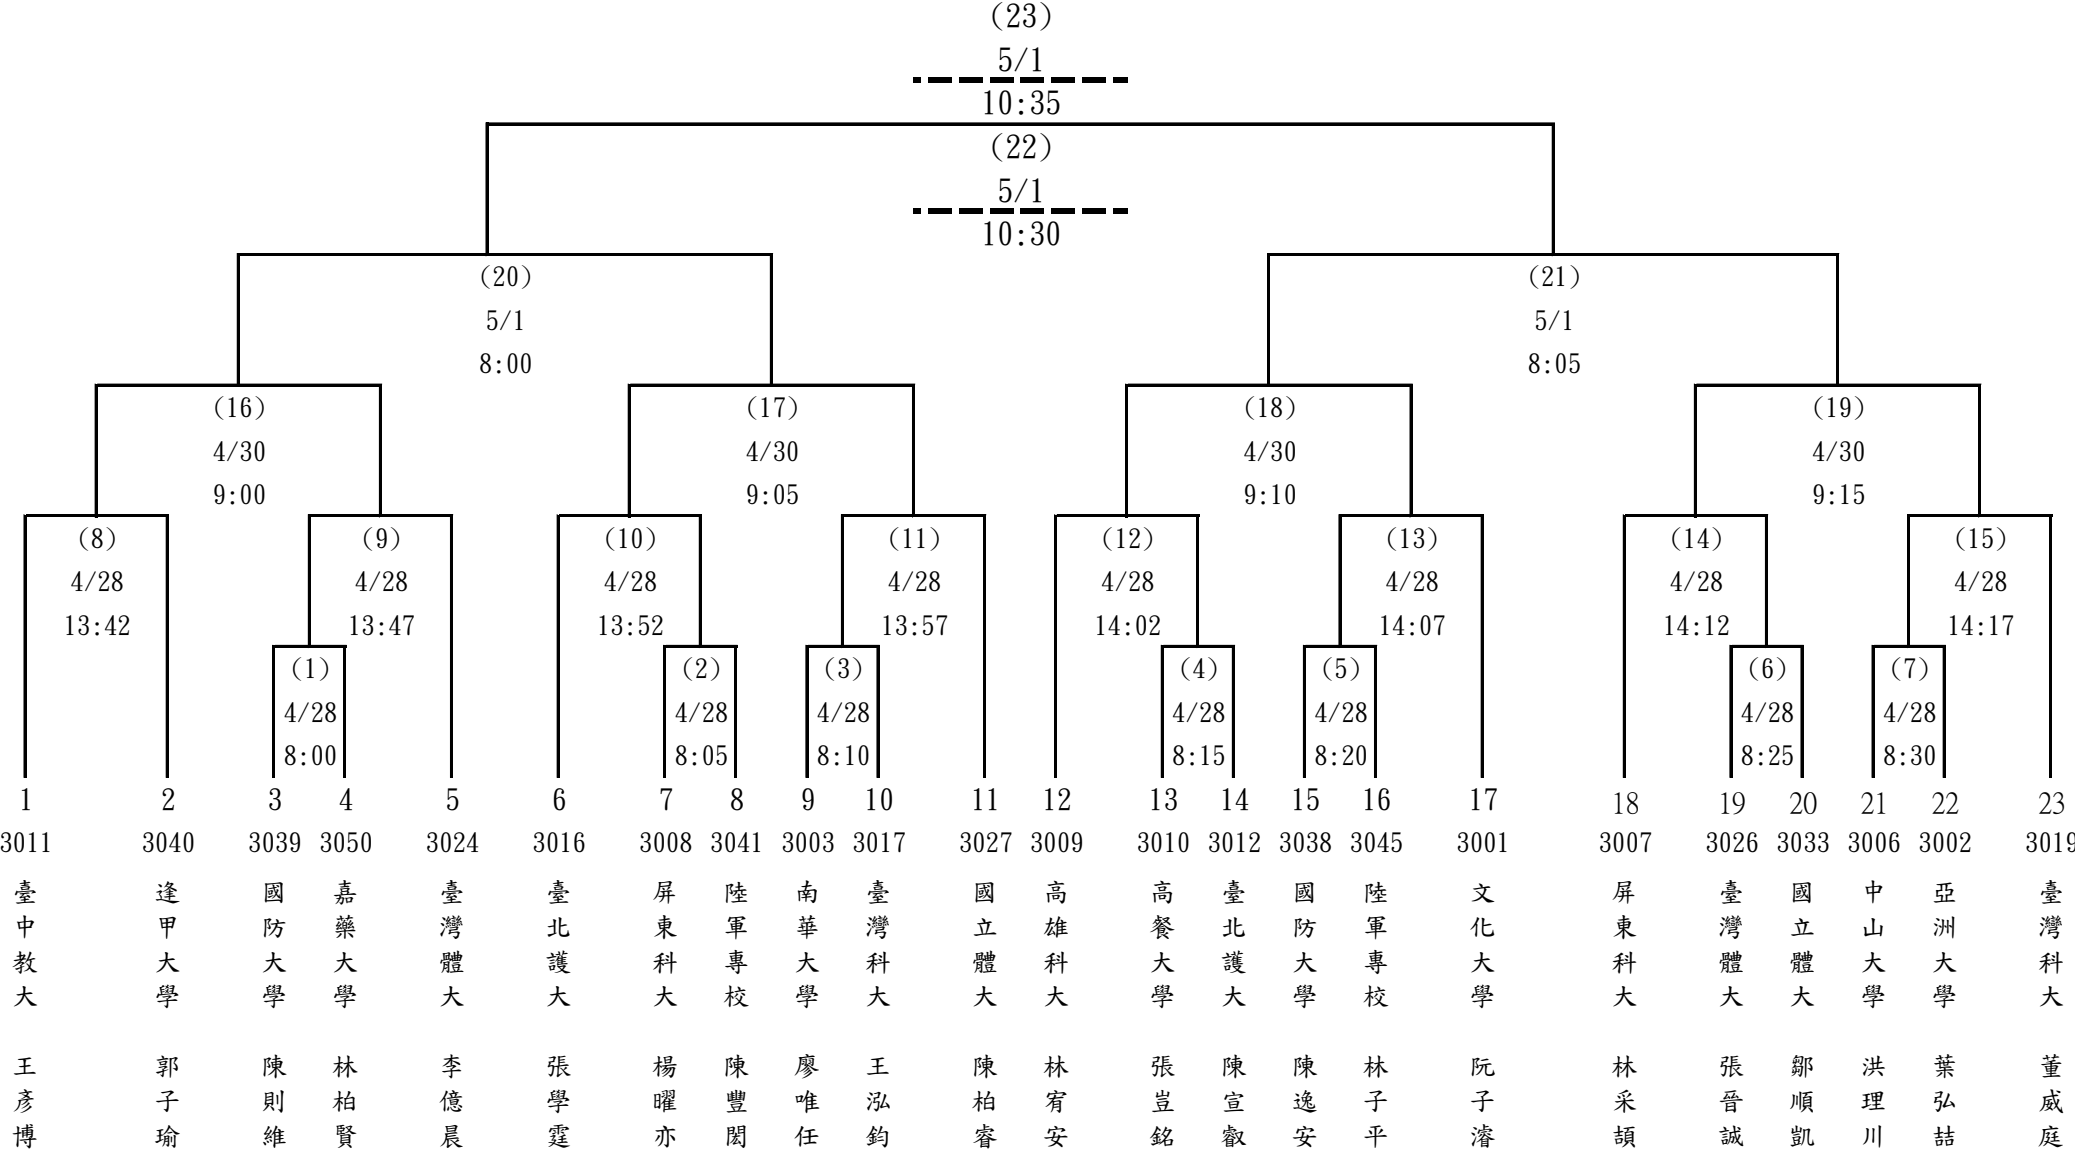 (23)
5/1
10:35
(22)
5/1
10:30
(20)
5/1
8:00
(21)
5/1
8:05
(16)
4/30
9:00
(17)
4/30
9:05
(18)
4/30
9:10
(19)
4/30
9:15
(8)
4/28
13:42
(9)
4/28
13:47
(10)
4/28
13:52
(11)
4/28
13:57
(12)
4/28
14:02
(13)
4/28
14:07
(14)
4/28
14:12
(15)
4/28
14:17
(1)
4/28
8:00
(2)
4/28
8:05
(3)
4/28
8:10
(4)
4/28
8:15
(5)
4/28
8:20
(6)
4/28
8:25
(7)
4/28
8:30
1 2 3 4 5 6 7 8 9 10 11 12 13 14 15 16 17 18 19 20 21 22 23
3011 3040 3039 3050 3024 3016 3008 3041 3003 3017 3027 3009 3010 3012 3038 3045 3001 3007 3026 3033 3006 3002 3019
臺中教大 王彥博
逢甲大學 郭子瑜
國防大學 陳則維
嘉藥大學 林柏賢
臺灣體大 李億晨
臺北護大 張學霆
屏東科大 楊曜亦
陸軍專校 陳豐閎
南華大學 廖唯任
臺灣科大 王泓鈞
國立體大 陳柏睿
高雄科大 林宥安
高餐大學 張豈銘
臺北護大 陳宣叡
國防大學 陳逸安
陸軍專校 林子平
文化大學 阮子濬
屏東科大 林采頡
臺灣體大 張晉誠
國立體大 鄒順凱
中山大學 洪理川
亞洲大學 葉弘喆
臺灣科大 董威庭